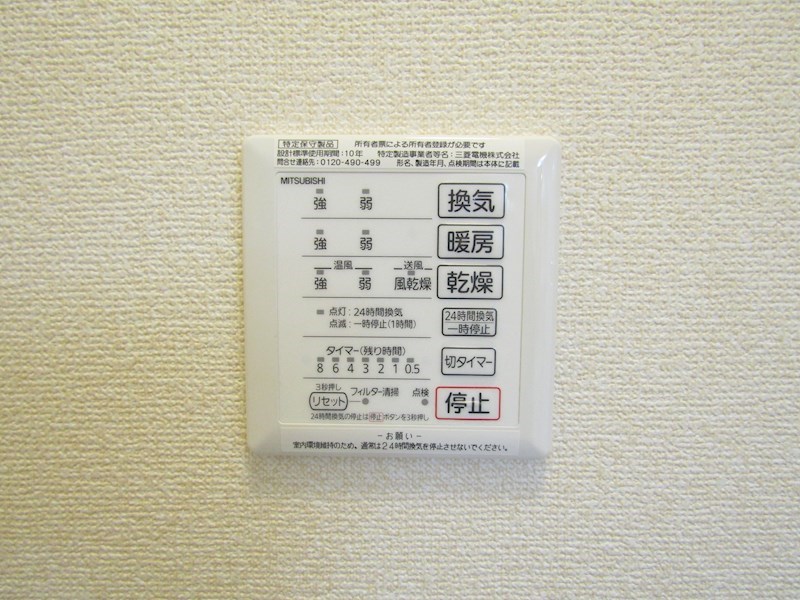 特定保守製品 所有者票による所有者登録が必要です
設計標準使用期間:10年 特定製造事業者等名:三菱電機株式会社
問合せ連絡先:0120-490-499 形名、製造年月、点検期間は本体に記載
MITSUBISHI
強 弱 換気
強 弱 暖房
温風 送風
強 弱 風乾燥 乾燥
点灯:24時間換気 24時間換気
点滅:一時停止(1時間) 一時停止
タイマー(残り時間) 切タイマー
8 6 4 3 2 1 0.5
3秒押し
リセット フィルター清掃 点検 停止
24時間換気の停止は停止ボタンを3秒押し
-お願い-
室内環境維持のため、通常は24時間換気を停止させないでください。